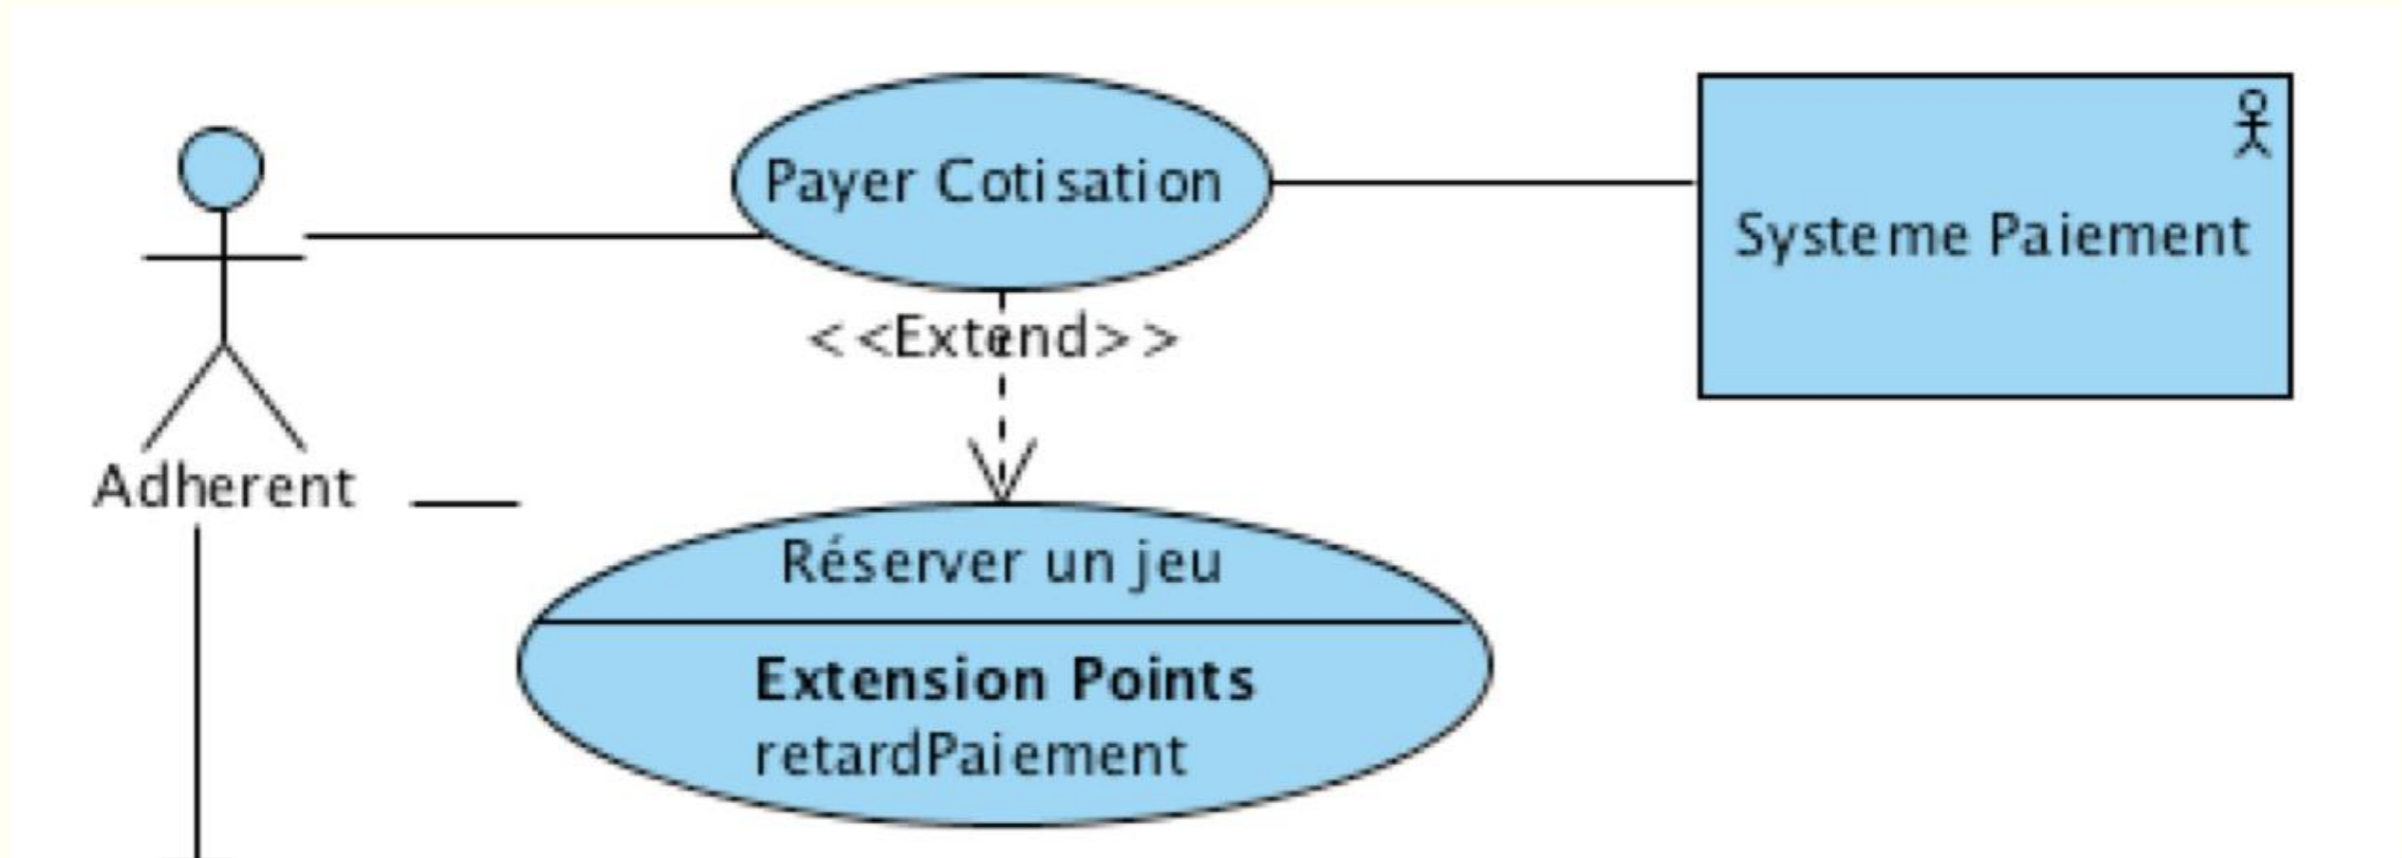 Payer Cotisation
Systeme Paiement
<<Extend>>
Adherent
Réserver un jeu
Extension Points
retardPaiement